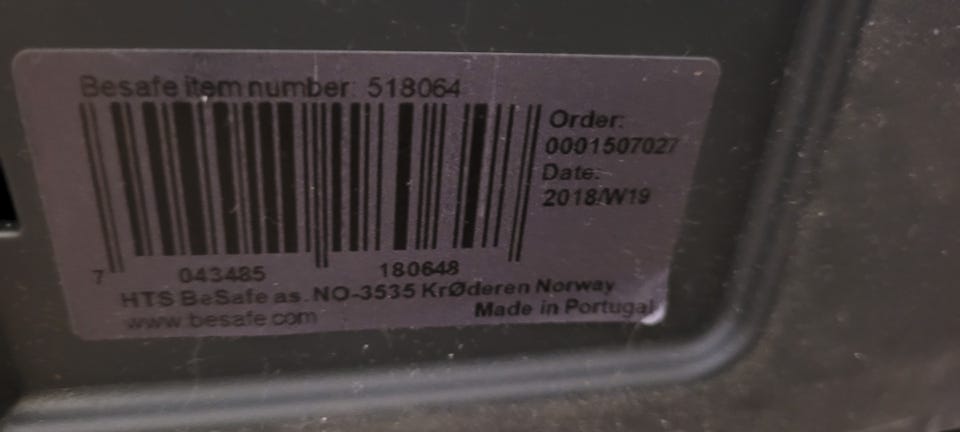 Besafe item number: 518064
Order:
0001507027
Date:
2018/W19
7 043485 180648
HTS BeSafe as. NO-3535 KrØderen Norway
www.besafe.com
Made in Portugal